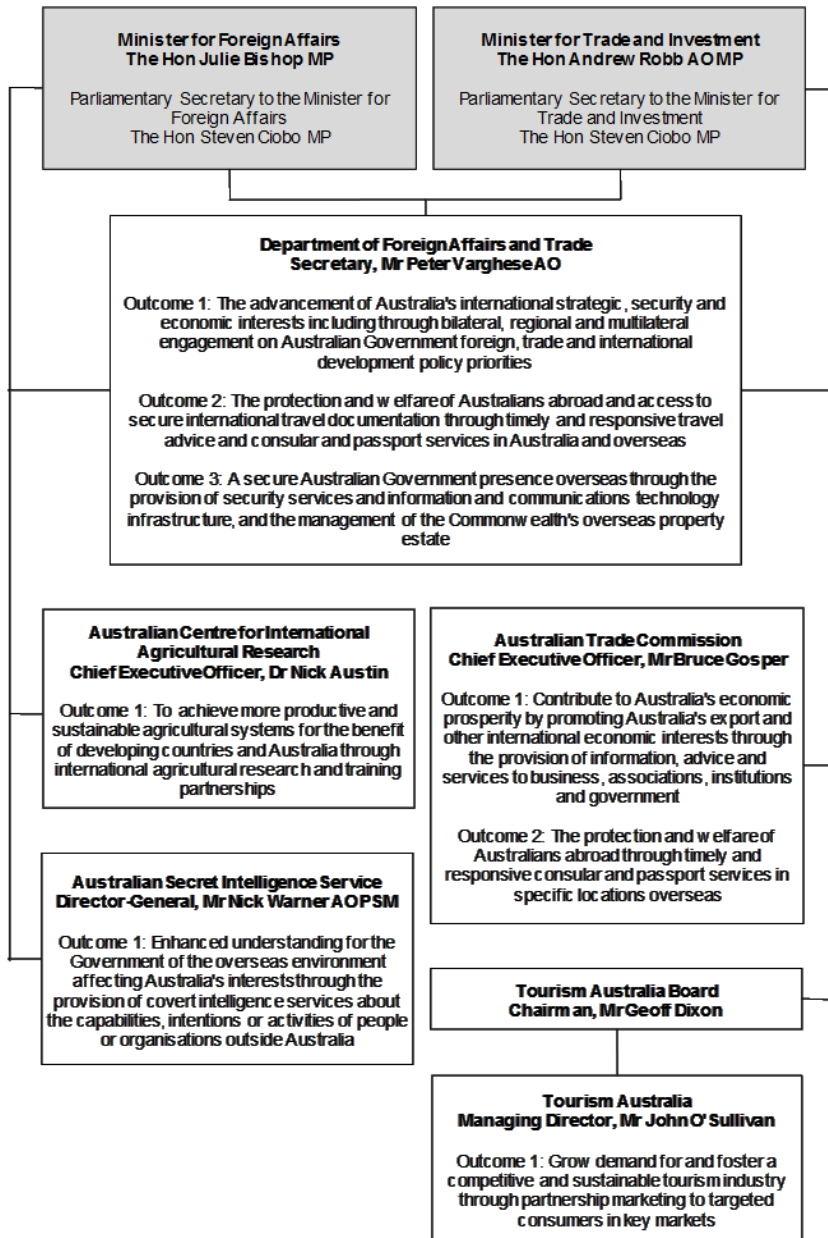 Minister for Foreign Affairs
The Hon Julie Bishop MP
Parliamentary Secretary to the Minister for
Foreign Affairs
The Hon Steven Ciobo MP
Minister for Trade and Investment
The Hon Andrew Robb AO MP
Parliamentary Secretary to the Minister for
Trade and Investment
The Hon Steven Ciobo MP
Department of Foreign Affairs and Trade
Secretary, Mr Peter Varghese AO
Outcome 1: The advancement of Australia's international strategic, security and
economic interests including through bilateral, regional and multilateral
engagement on Australian Government foreign, trade and international
development policy priorities
Outcome 2: The protection and welfare of Australians abroad and access to
secure international travel documentation through timely and responsive travel
advice and consular and passport services in Australia and overseas
Outcome 3: A secure Australian Government presence overseas through the
provision of security services and information and communications technology
infrastructure, and the management of the Commonwealth's overseas property
estate
Australian Centre for International
Agricultural Research
Chief Executive Officer, Dr Nick Austin
Outcome 1: To achieve more productive and
sustainable agricultural systems for the benefit
of developing countries and Australia through
international agricultural research and training
partnerships
Australian Trade Commission
Chief Executive Officer, Mr Bruce Gosper
Outcome 1: Contribute to Australia's economic
prosperity by promoting Australia's export and
other international economic interests through
the provision of information, advice and
services to business, associations, institutions
and government
Outcome 2: The protection and welfare of
Australians abroad through timely and
responsive consular and passport services in
specific locations overseas
Australian Secret Intelligence Service
Director-General, Mr Nick Warner AO PSM
Outcome 1: Enhanced understanding for the
Government of the overseas environment
affecting Australia's interests through the
provision of covert intelligence services about
the capabilities, intentions or activities of people
or organisations outside Australia
Tourism Australia Board
Chairman, Mr Geoff Dixon
Tourism Australia
Managing Director, Mr John O'Sullivan
Outcome 1: Grow demand for and foster a
competitive and sustainable tourism industry
through partnership marketing to targeted
consumers in key markets